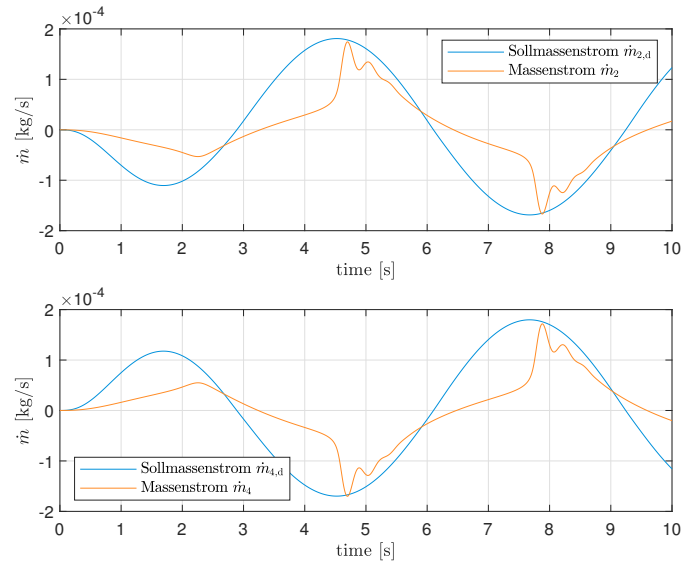 ×10⁻⁴
2
1
0
-1
-2
ṁ [kg/s]
Sollmassenstrom ṁ₂,d
Massenstrom ṁ₂
0 1 2 3 4 5 6 7 8 9 10
time [s]
×10⁻⁴
2
1
0
-1
-2
ṁ [kg/s]
Sollmassenstrom ṁ₄,d
Massenstrom ṁ₄
0 1 2 3 4 5 6 7 8 9 10
time [s]